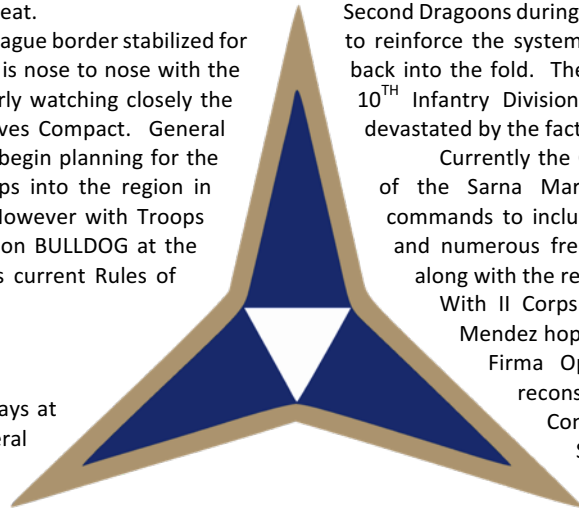 eat.
ague border stabilized for
is nose to nose with the
rly watching closely the
ves Compact. General
begin planning for the
ps into the region in
However with Troops
on BULLDOG at the
s current Rules of
ays at
eral
Second Dragoons during
to reinforce the system
back into the fold. The
10TH Infantry Division
devastated by the fact
Currently the
of the Sarna Mar
commands to includ
and numerous fre
along with the re
With II Corps
Mendez hop
Firma Op
recons
Cor
S